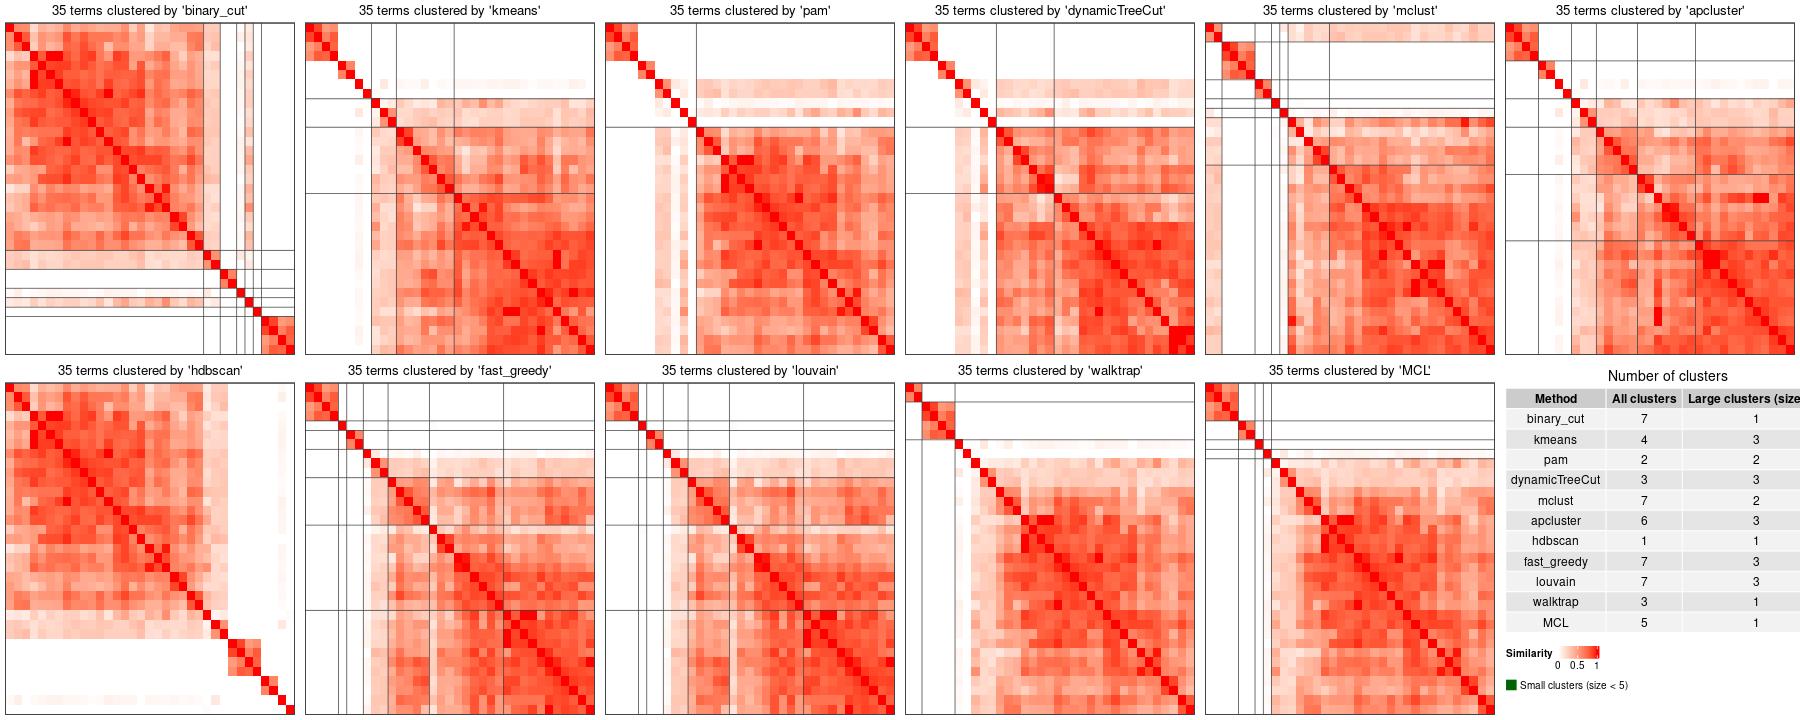 35 terms clustered by 'binary_cut'
35 terms clustered by 'kmeans'
35 terms clustered by 'pam'
35 terms clustered by 'dynamicTreeCut'
35 terms clustered by 'mclust'
35 terms clustered by 'apcluster'
35 terms clustered by 'hdbscan'
35 terms clustered by 'fast_greedy'
35 terms clustered by 'louvain'
35 terms clustered by 'walktrap'
35 terms clustered by 'MCL'
Number of clusters
Method All clusters Large clusters (size
binary_cut 7 1
kmeans 4 3
pam 2 2
dynamicTreeCut 3 3
mclust 7 2
apcluster 6 3
hdbscan 1 1
fast_greedy 7 3
louvain 7 3
walktrap 3 1
MCL 5 1
Similarity
0 0.5 1
Small clusters (size < 5)